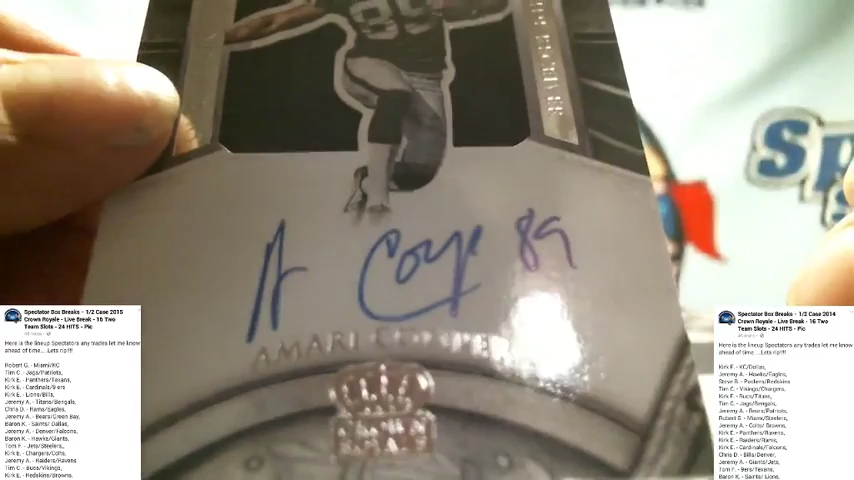 89
A Coope 89
AMARI COOPER
CROWN
Spectator Box Breaks - 1/2 Case 2015
Crown Royale - Live Break - 16 Two
Team Slots - 24 HITS - Pic
Here is the lineup Spectators any trades let me know
ahead of time....Lets rip!!!!
Robert G. - Miami/KC
Tim C. - Jags/Patriots,
Kirk E. - Panthers/Texans,
Kirk E. - Cardinals/9ers
Kirk E. - Lions/Bills,
Jeremy A. - Titans/Bengals,
Chris D. - Rams/Eagles,
Jeremy A. - Bears/Green Bay,
Baron K. - Saints/ Dallas,
Jeremy A. - Denver/Falcons,
Baron K. - Hawks/Giants,
Tom F. - Jets/Steelers,
Kirk E. - Chargers/Colts,
Jeremy A. - Raiders/Ravens
Tim C. - Bucs/Vikings,
Kirk E. - Redskins/Browns,
Spectator Box Breaks - 1/2 Case 2014
Crown Royale - Live Break - 16 Two
Team Slots - 24 HITS - Pic
Here is the lineup Spectators any trades let me know
ahead of time....Lets rip!!!!
Kirk E. - KC/Dallas,
Jeremy A. - Hawks/Eagles,
Steve B. - Packers/Redskins
Tim C. - Vikings/Chargers,
Kirk E. - Bucs/Titans,
Tim C. - Jags/Bengals,
Jeremy A. - Bears/Patriots,
Robert G. - Miami/Steelers,
Jeremy A. - Colts/ Browns,
Kirk E. - Panthers/Ravens,
Kirk E. - Raiders/Rams,
Kirk E. - Cardinals/Falcons,
Chris D. - Bills/Denver,
Jeremy A. - Giants/Jets,
Tom F. - 9ers/Texans,
Baron K. - Saints/ Lions,